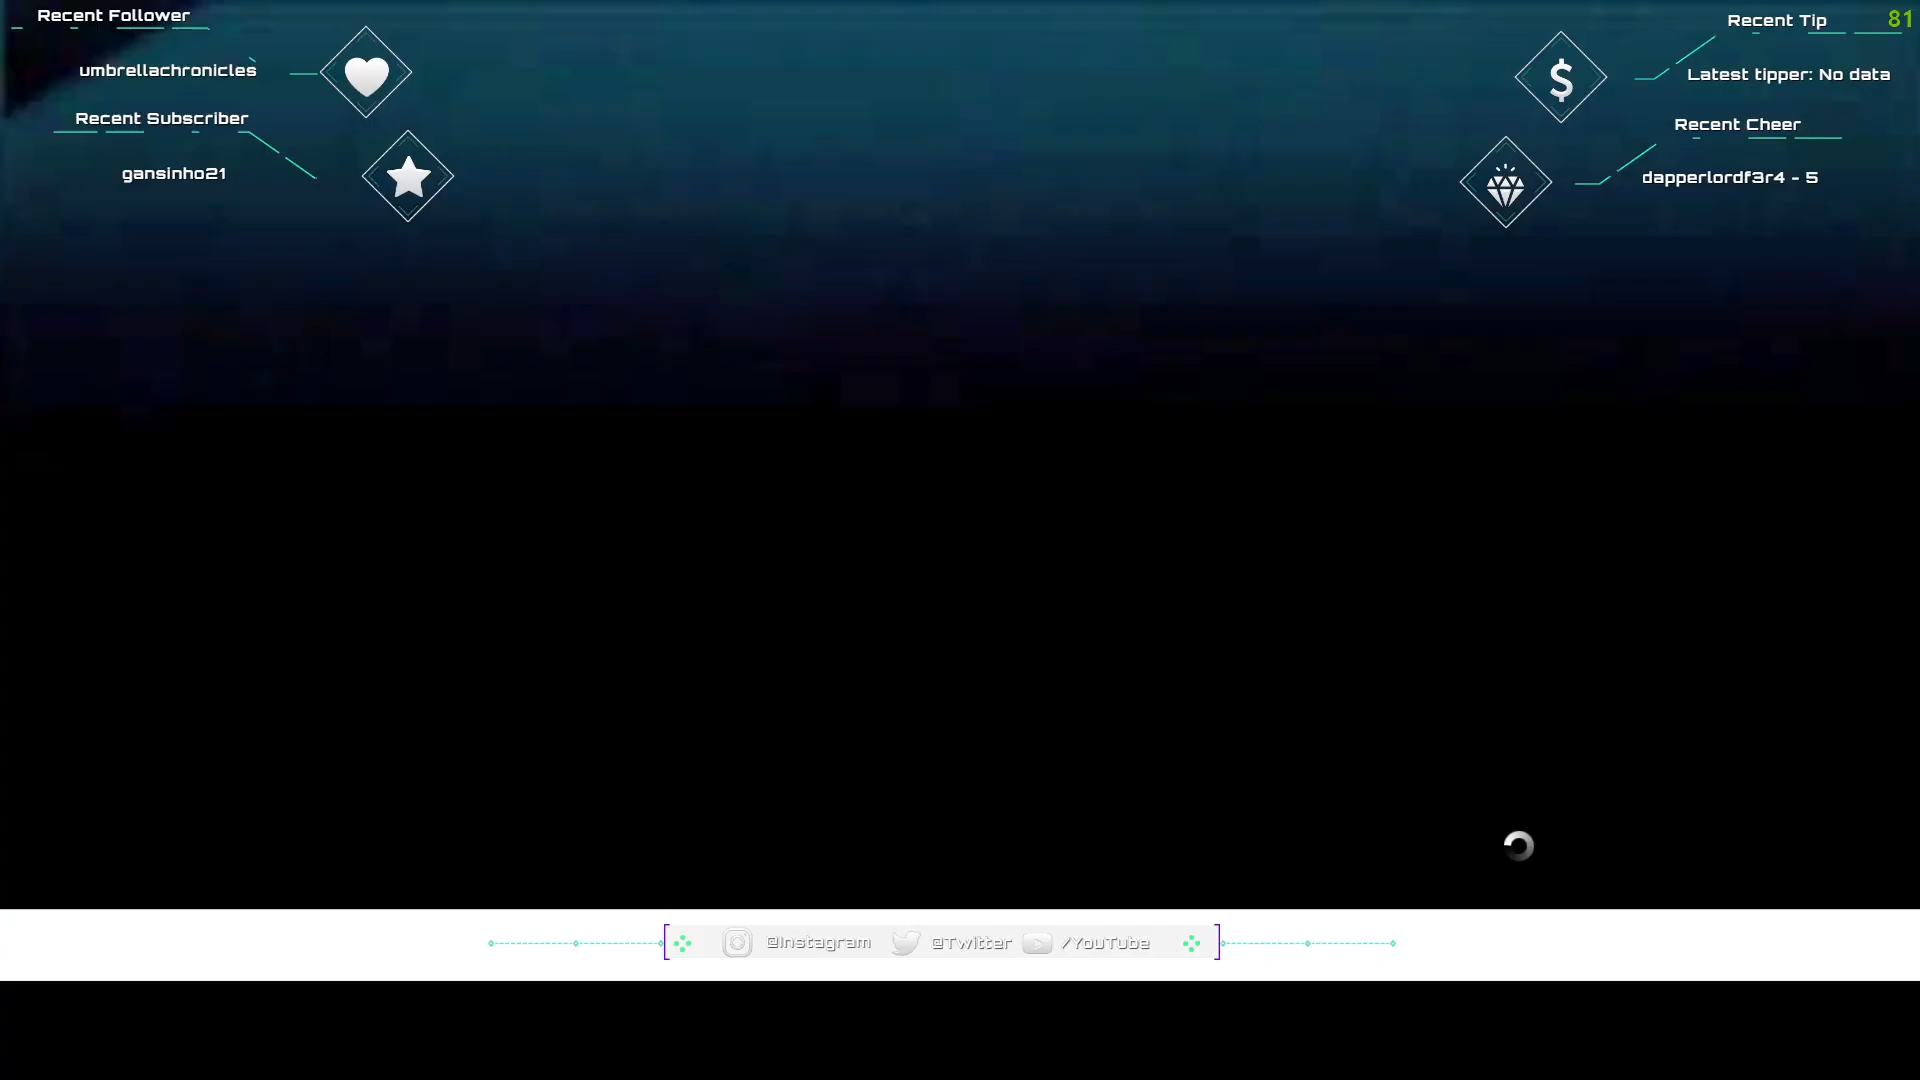 Recent Follower
umbrellachronicles
Recent Subscriber
gansinho21
Recent Tip
81
Latest tipper: No data
Recent Cheer
dapperlordf3r4 - 5
@Instagram @Twitter /YouTube